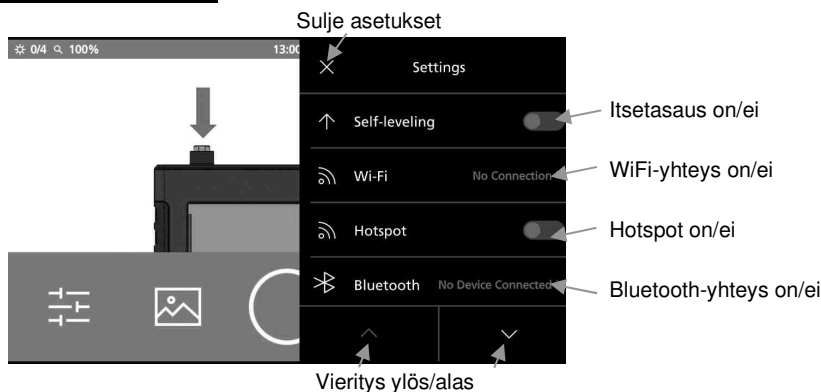 Sulje asetukset
0/4 100% 13:00
Settings
Self-leveling
Itsetasaus on/ei
Wi-Fi No Connection
WiFi-yhteys on/ei
Hotspot
Hotspot on/ei
Bluetooth No Device Connected
Bluetooth-yhteys on/ei
Vieritys ylös/alas